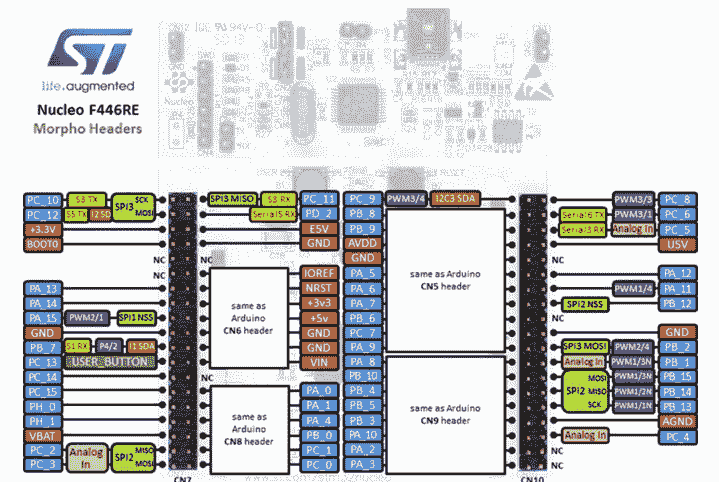 life.augmented
Nucleo F446RE
Morpho Headers
PC_10 S3 TX SPI3 SCK MOSI SPI3 MISO S3 RX PC_11 PC_9 PWM3/4 I2C3 SDA PWM3/3 PC_8
PC_12 S5 TX I2 SD Serial5 RX PD_2 PB_8 Serial6 TX PWM3/1 PC_6
+3.3V E5V PB_9 Serial3 RX Analog In PC_5
BOOT0 GND AVDD U5V
NC NC GND NC
NC IOREF PA_5 PA_12
PA_13 NRST PA_6 PWM1/4 PA_11
PA_14 +3v3 PA_7 SPI2 NSS PB_12
PA_15 PWM2/1 SPI1 NSS +5v PB_6 NC
GND GND PC_7 GND
PB_7 S1 RX P4/2 I1 SDA GND PA_9 SPI3 MOSI PWM2/4 PB_2
PC_13 USER_BUTTON VIN PA_8 Analog In PWM1/3N PB_1
PC_14 NC PB_10 MOSI PWM1/3N PB_15
PC_15 PA_0 PB_4 SPI2 MISO PWM1/2N PB_14
PH_0 PA_1 PB_5 SCK PWM1/1N PB_13
PH_1 PA_4 PB_3 AGND
VBAT PB_0 PA_10 Analog In PC_4
PC_2 Analog In SPI2 MISO MOSI PC_1 PA_2 NC
PC_3 PC_0 PA_3 NC
same as
Arduino
CN6 header
same as
Arduino
CN8 header
same as Arduino
CN5 header
same as Arduino
CN9 header
CN7 CN10